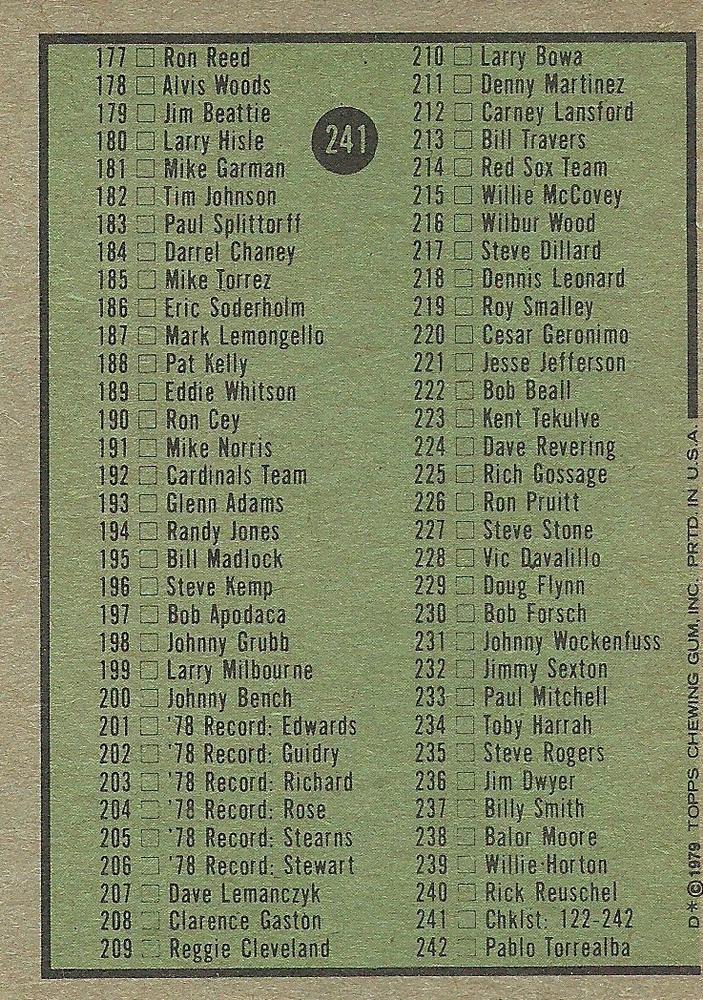 177 Ron Reed
178 Alvis Woods
179 Jim Beattie
180 Larry Hisle
181 Mike Garman
182 Tim Johnson
183 Paul Splittorff
184 Darrel Chaney
185 Mike Torrez
186 Eric Soderholm
187 Mark Lemongello
188 Pat Kelly
189 Eddie Whitson
190 Ron Cey
191 Mike Norris
192 Cardinals Team
193 Glenn Adams
194 Randy Jones
195 Bill Madlock
196 Steve Kemp
197 Bob Apodaca
198 Johnny Grubb
199 Larry Milbourne
200 Johnny Bench
201 '78 Record: Edwards
202 '78 Record: Guidry
203 '78 Record: Richard
204 '78 Record: Rose
205 '78 Record: Stearns
206 '78 Record: Stewart
207 Dave Lemanczyk
208 Clarence Gaston
209 Reggie Cleveland
241
210 Larry Bowa
211 Denny Martinez
212 Carney Lansford
213 Bill Travers
214 Red Sox Team
215 Willie McCovey
216 Wilbur Wood
217 Steve Dillard
218 Dennis Leonard
219 Roy Smalley
220 Cesar Geronimo
221 Jesse Jefferson
222 Bob Beall
223 Kent Tekulve
224 Dave Revering
225 Rich Gossage
226 Ron Pruitt
227 Steve Stone
228 Vic Davalillo
229 Doug Flynn
230 Bob Forsch
231 Johnny Wockenfuss
232 Jimmy Sexton
233 Paul Mitchell
234 Toby Harrah
235 Steve Rogers
236 Jim Dwyer
237 Billy Smith
238 Balor Moore
239 Willie Horton
240 Rick Reuschel
241 Chklst: 122-242
242 Pablo Torrealba
D*©1979 TOPPS CHEWING GUM, INC. PRTD. IN U.S.A.